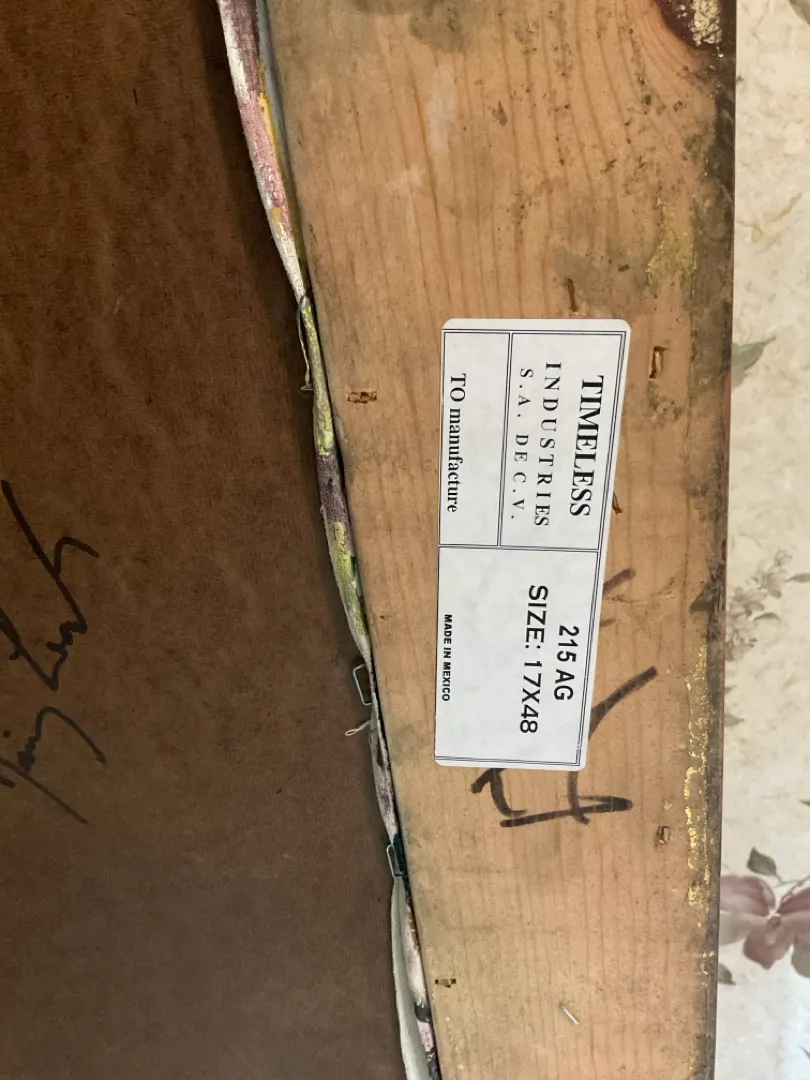 TIMELESS
INDUSTRIES
S.A. DE C.V.
TO manufacture
215 AG
SIZE: 17X48
MADE IN MEXICO